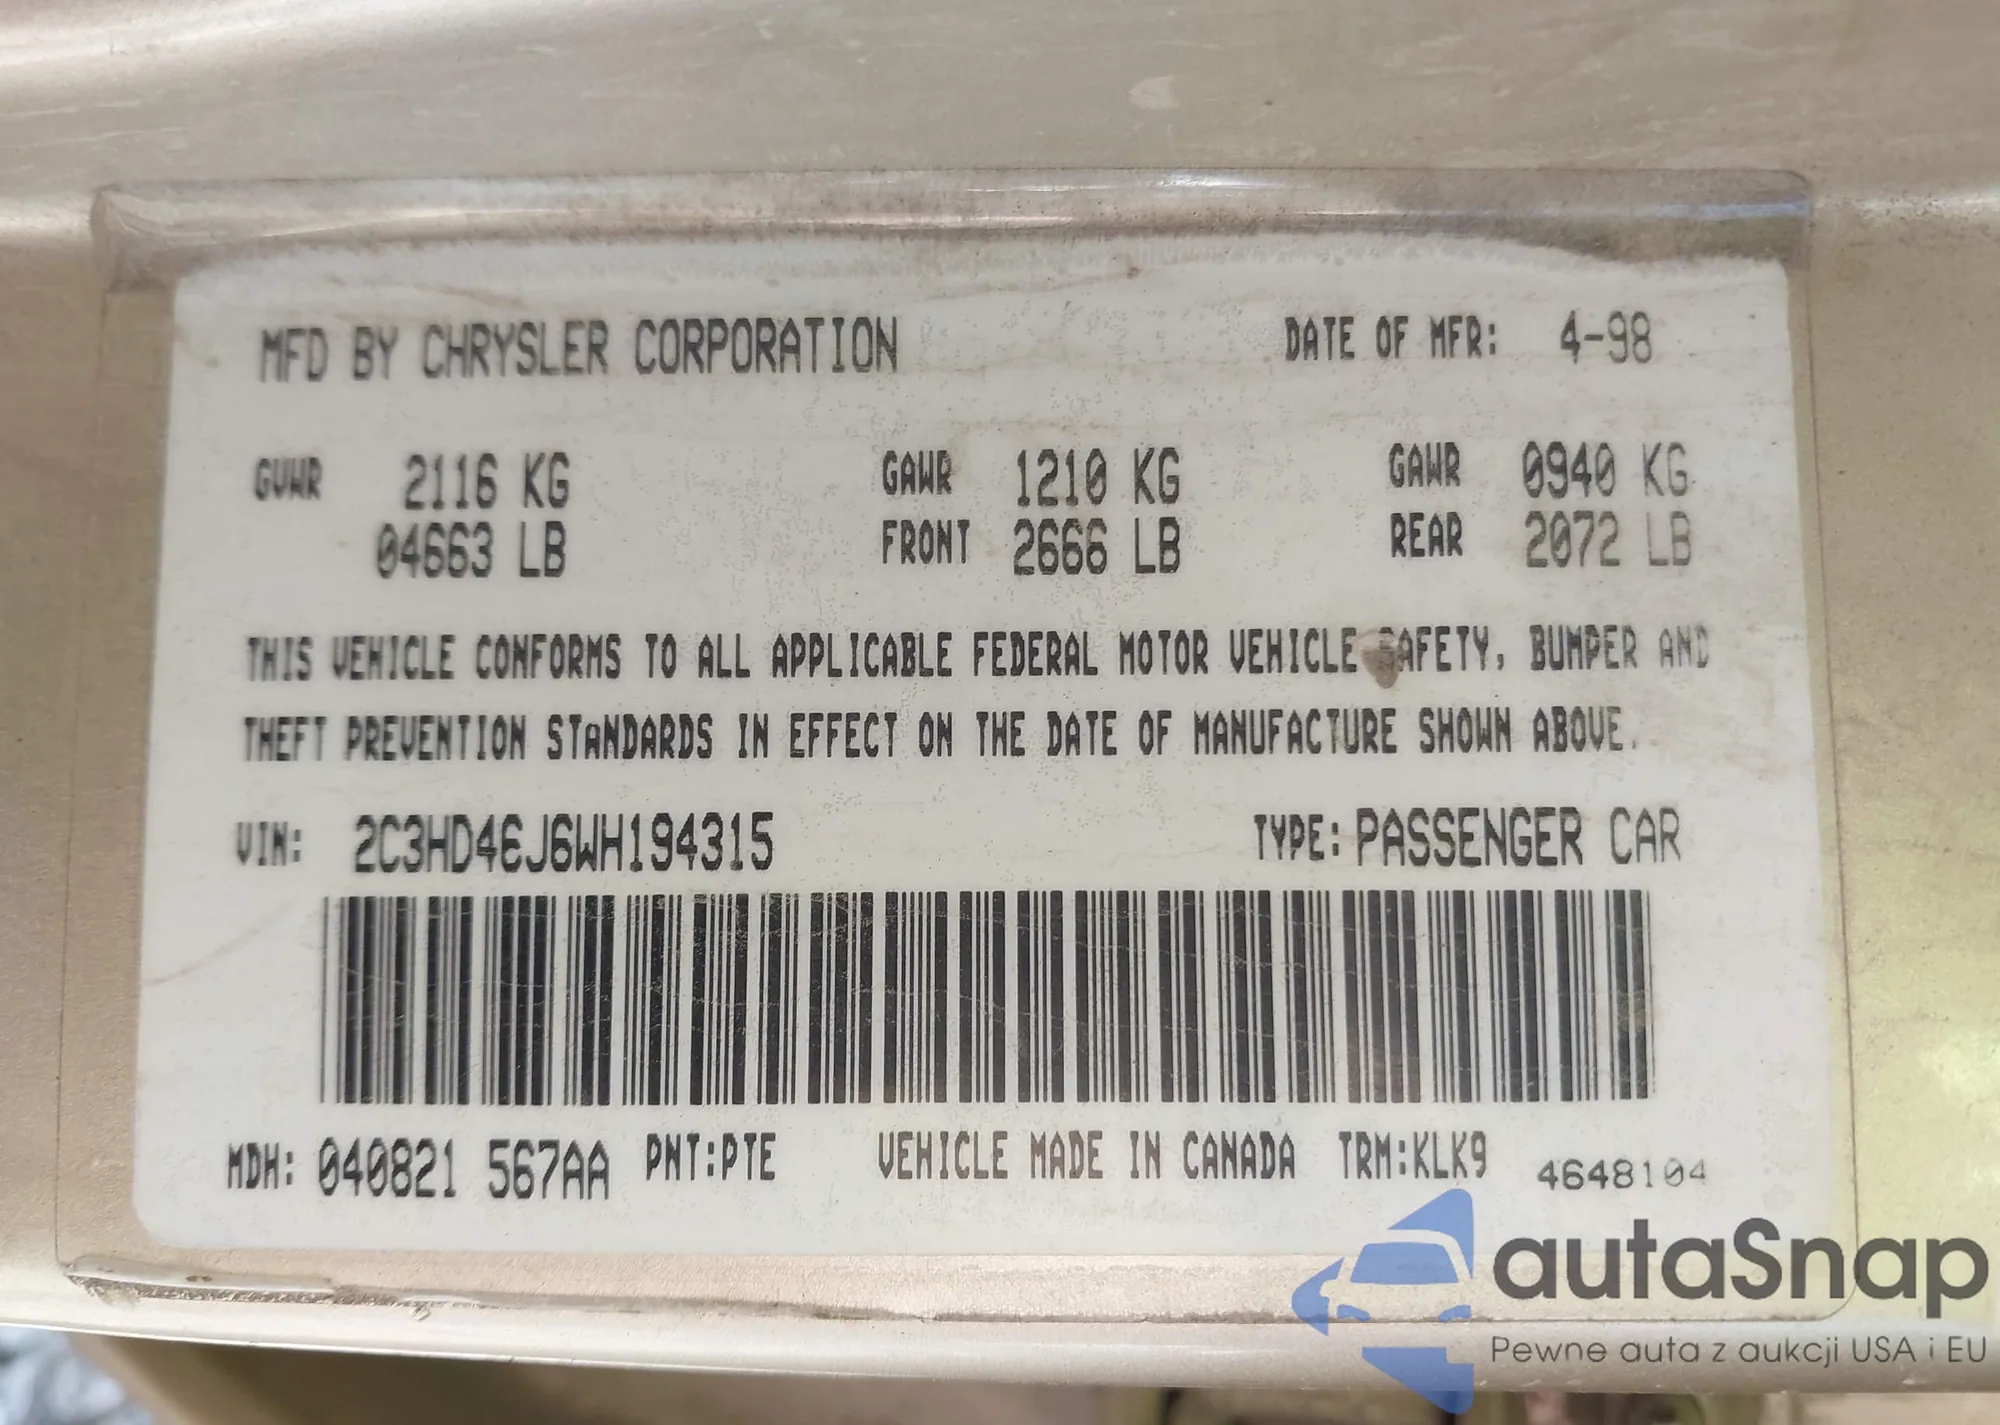 MFD BY CHRYSLER CORPORATION DATE OF MFR: 4-98
GVWR 2116 KG GAWR 1210 KG GAWR 0940 KG
04663 LB FRONT 2666 LB REAR 2072 LB
THIS VEHICLE CONFORMS TO ALL APPLICABLE FEDERAL MOTOR VEHICLE SAFETY, BUMPER AND
THEFT PREVENTION STANDARDS IN EFFECT ON THE DATE OF MANUFACTURE SHOWN ABOVE.
VIN: 2C3HD46J6WH194315 TYPE: PASSENGER CAR
MDH: 040821 567AA PNT:PTE VEHICLE MADE IN CANADA TRM:KLK9 4648104
autaSnap
Pewne auta z aukcji USA i EU